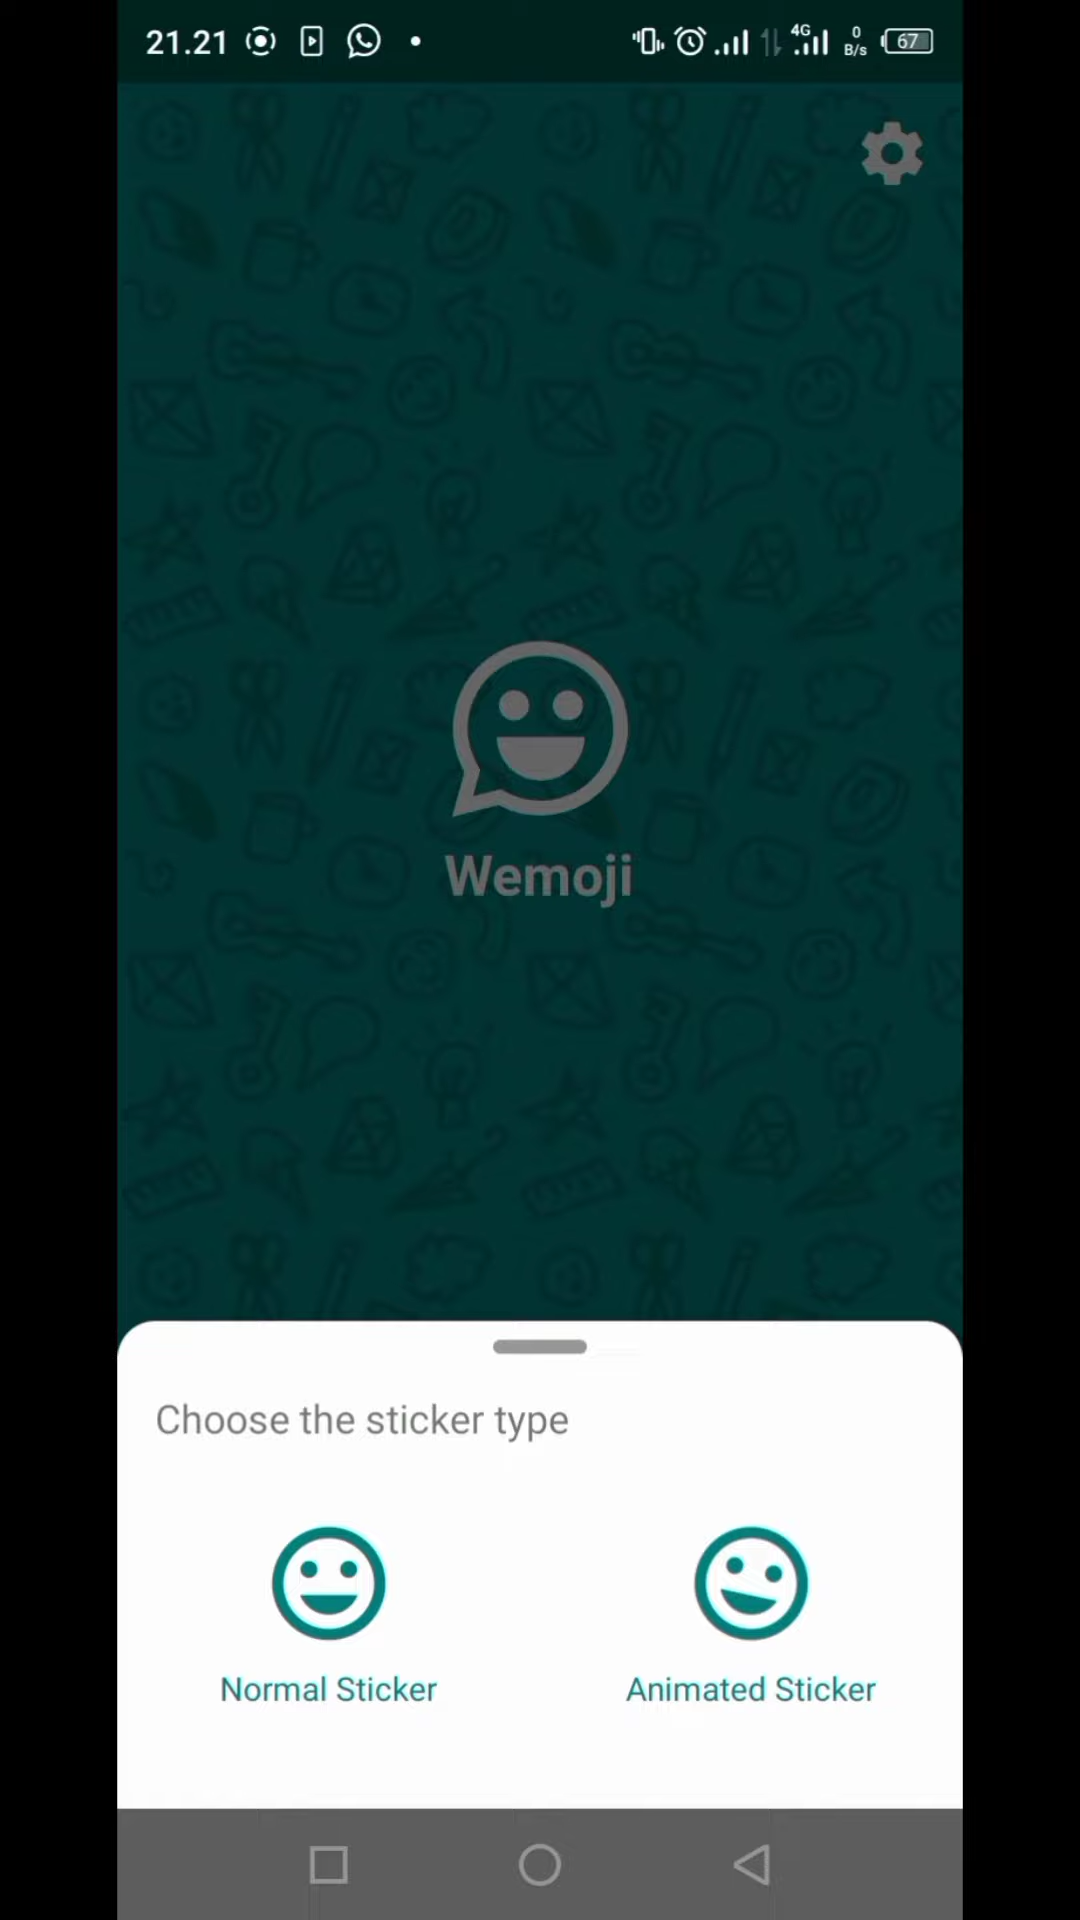 21.21
4G
0
B/s
67
Wemoji
Choose the sticker type
Normal Sticker
Animated Sticker